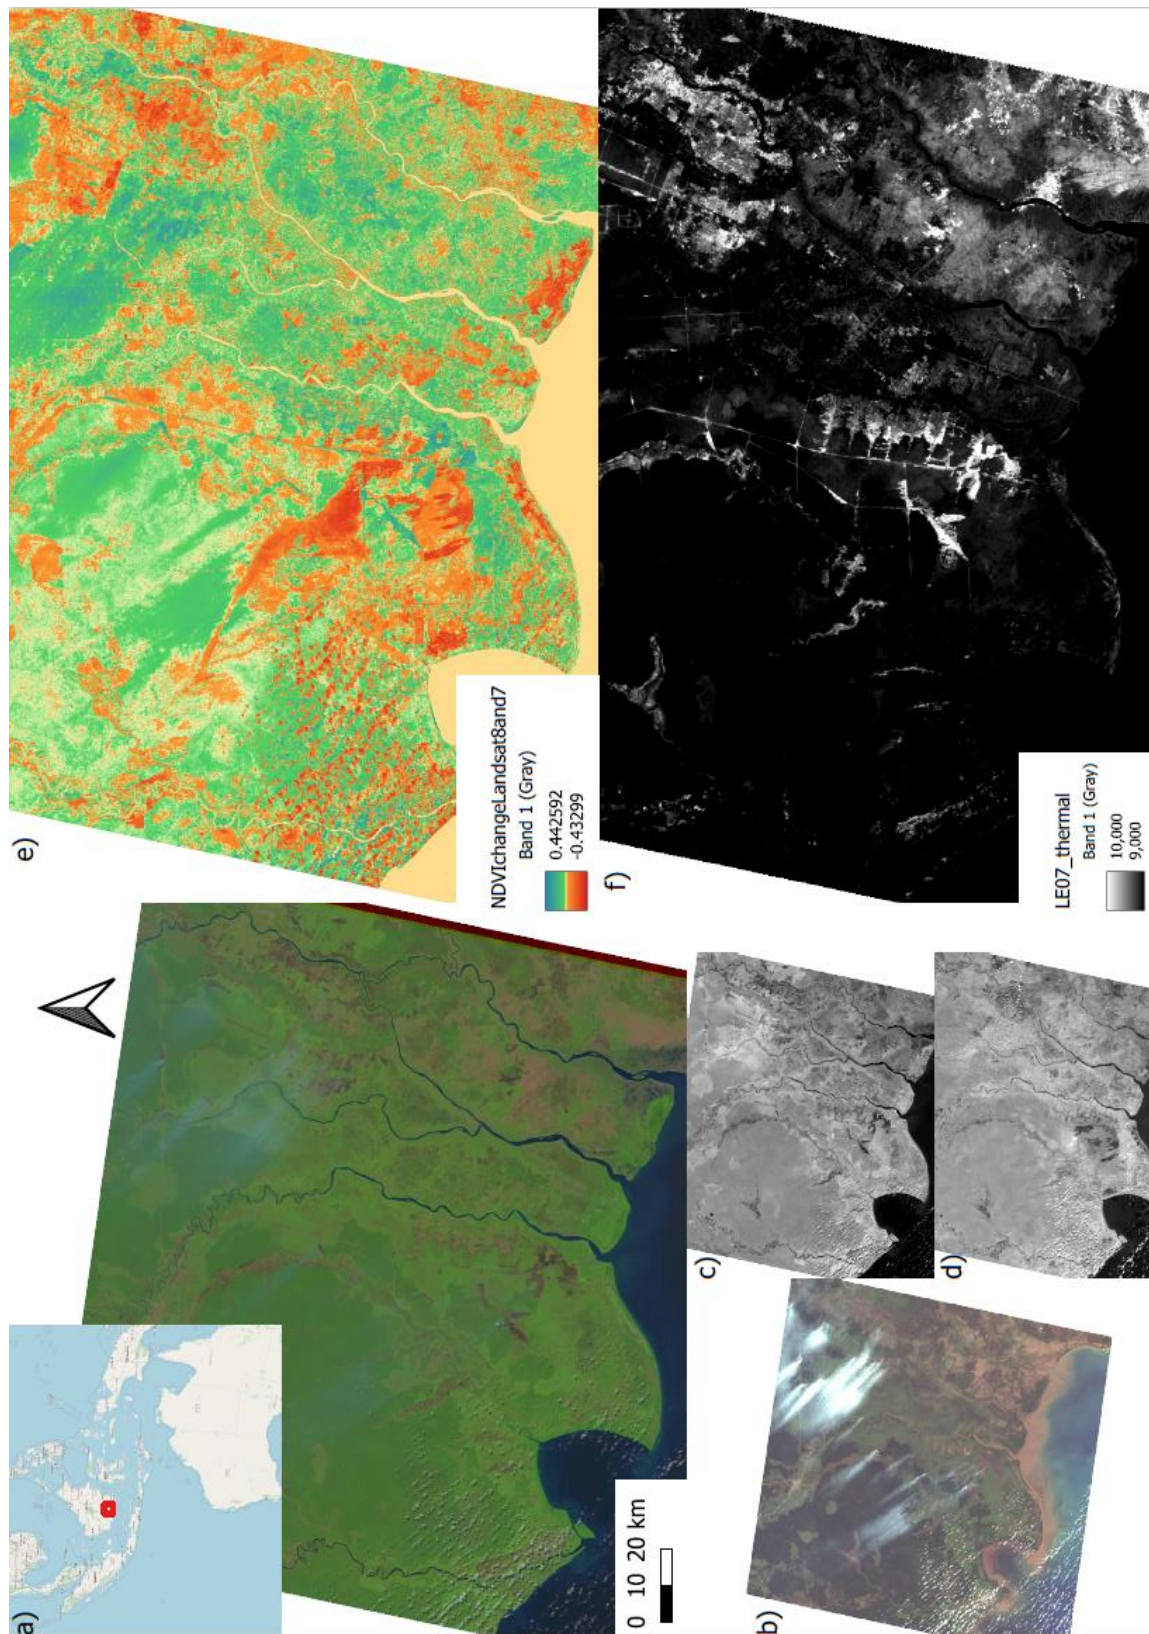 a)
0 10 20 km
b)
c)
d)
e)
NDVIchangeLandsat8and7
Band 1 (Gray)
0.442592
-0.43299
f)
LE07_thermal
Band 1 (Gray)
10,000
9,000